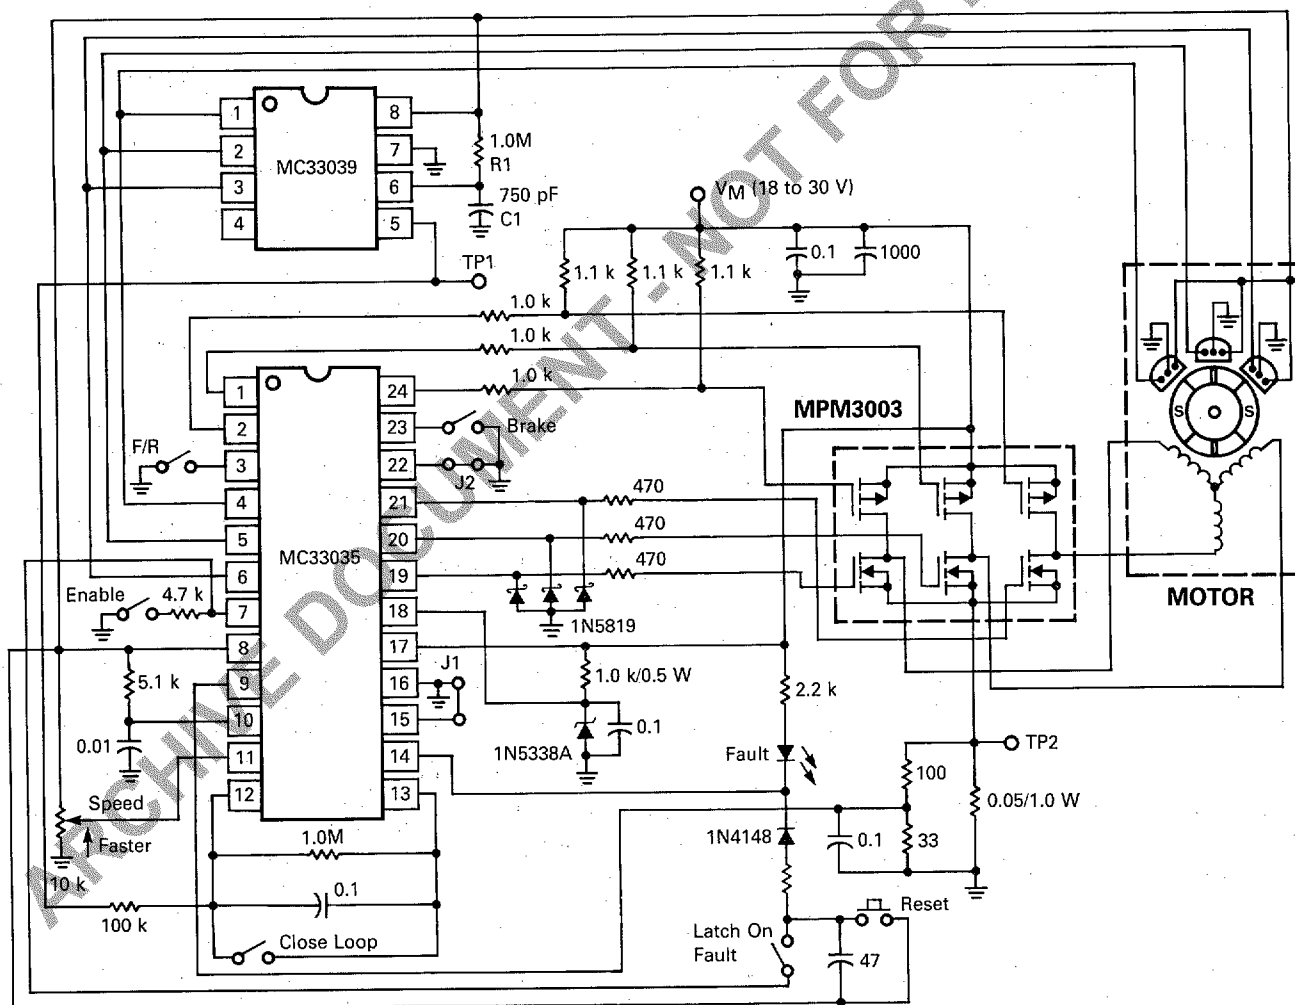 ARCHIVE DOCUMENT - NOT FOR
1
2
3
4
8
7
6
5
MC33039
1.0M
R1
750 pF
C1
TP1
VM (18 to 30 V)
0.1
1000
1.1 k
1.1 k
1.1 k
1.0 k
1.0 k
1.0 k
1
2
3
4
5
6
7
8
9
10
11
12
24
23
22
21
20
19
18
17
16
15
14
13
MC33035
F/R
Brake
J2
MPM3003
S
S
MOTOR
470
470
470
1N5819
Enable
4.7 k
5.1 k
0.01
Speed
Faster
10 k
J1
1.0 k/0.5 W
0.1
1N5338A
2.2 k
Fault
TP2
100
0.05/1.0 W
1N4148
0.1
33
1.0M
0.1
100 k
Close Loop
Latch On
Fault
Reset
47